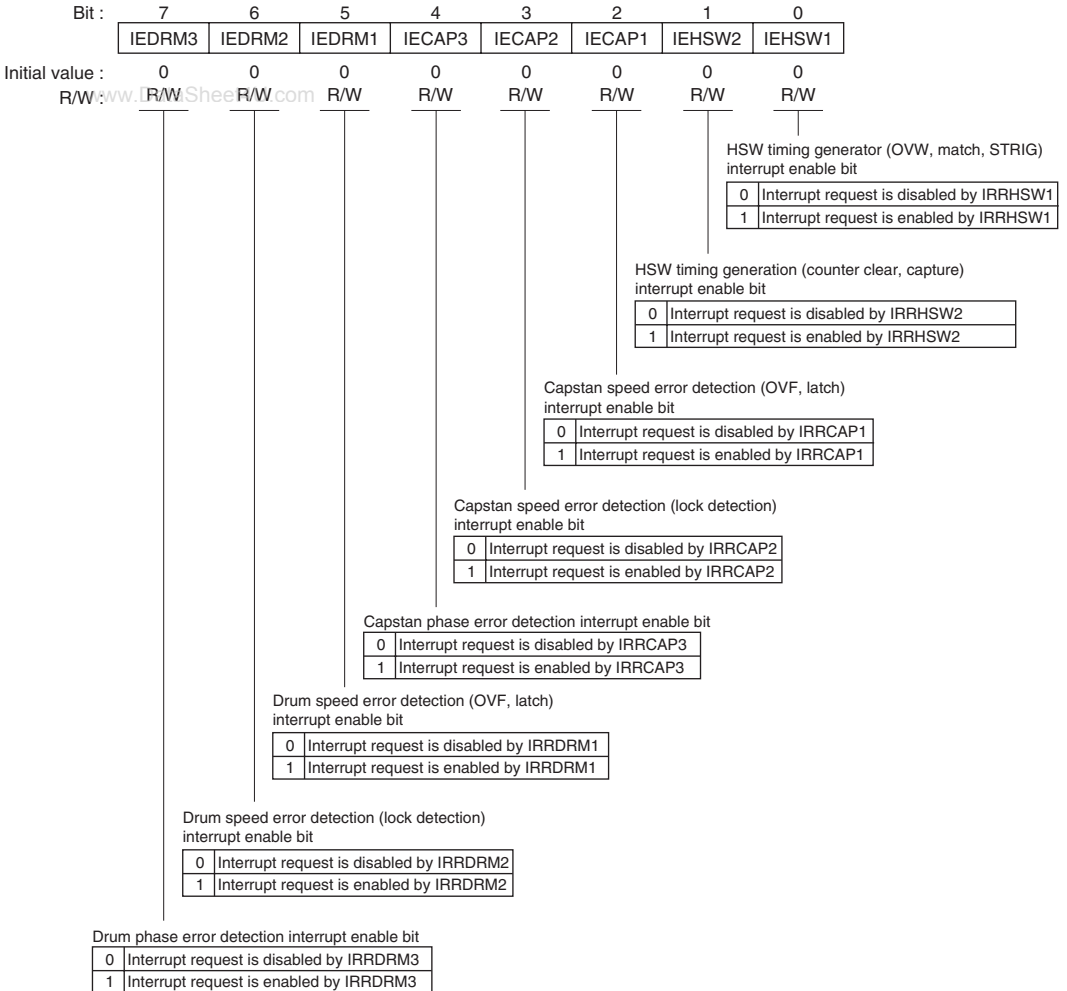 Bit : 7 6 5 4 3 2 1 0
IEDRM3 IEDRM2 IEDRM1 IECAP3 IECAP2 IECAP1 IEHSW2 IEHSW1
Initial value : 0 0 0 0 0 0 0 0
R/W : R/W R/W R/W R/W R/W R/W R/W R/W
www.DataSheet4U.com
HSW timing generator (OVW, match, STRIG)
interrupt enable bit
0 Interrupt request is disabled by IRRHSW1
1 Interrupt request is enabled by IRRHSW1
HSW timing generation (counter clear, capture)
interrupt enable bit
0 Interrupt request is disabled by IRRHSW2
1 Interrupt request is enabled by IRRHSW2
Capstan speed error detection (OVF, latch)
interrupt enable bit
0 Interrupt request is disabled by IRRCAP1
1 Interrupt request is enabled by IRRCAP1
Capstan speed error detection (lock detection)
interrupt enable bit
0 Interrupt request is disabled by IRRCAP2
1 Interrupt request is enabled by IRRCAP2
Capstan phase error detection interrupt enable bit
0 Interrupt request is disabled by IRRCAP3
1 Interrupt request is enabled by IRRCAP3
Drum speed error detection (OVF, latch)
interrupt enable bit
0 Interrupt request is disabled by IRRDRM1
1 Interrupt request is enabled by IRRDRM1
Drum speed error detection (lock detection)
interrupt enable bit
0 Interrupt request is disabled by IRRDRM2
1 Interrupt request is enabled by IRRDRM2
Drum phase error detection interrupt enable bit
0 Interrupt request is disabled by IRRDRM3
1 Interrupt request is enabled by IRRDRM3